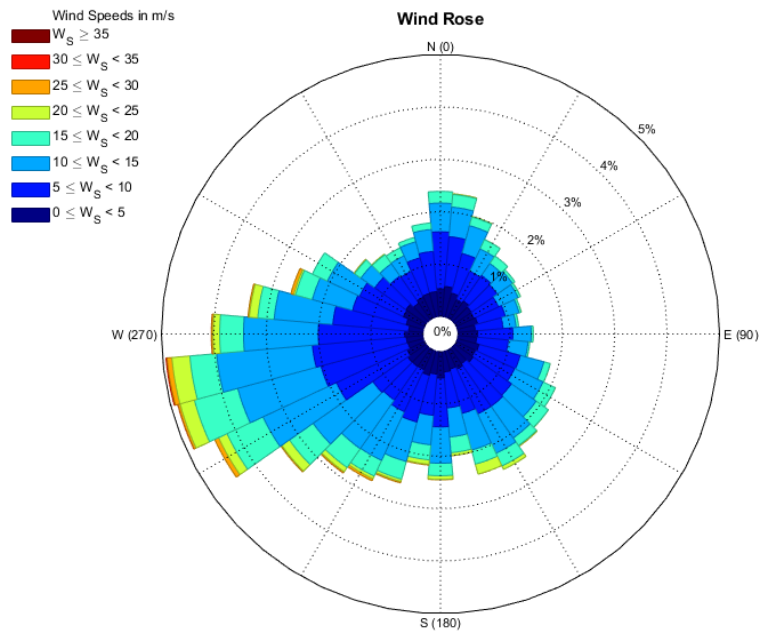 Wind Speeds in m/s
W_S ≥ 35
30 ≤ W_S < 35
25 ≤ W_S < 30
20 ≤ W_S < 25
15 ≤ W_S < 20
10 ≤ W_S < 15
5 ≤ W_S < 10
0 ≤ W_S < 5
Wind Rose
N (0)
5%
4%
3%
2%
1%
0%
W (270)
E (90)
S (180)